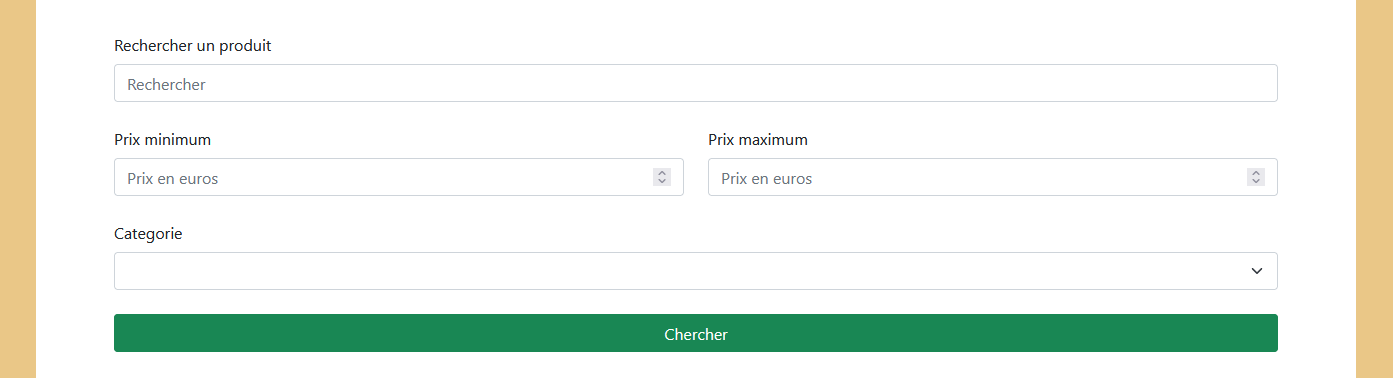 Rechercher un produit
Rechercher
Prix minimum
Prix maximum
Prix en euros
Prix en euros
Categorie
Chercher